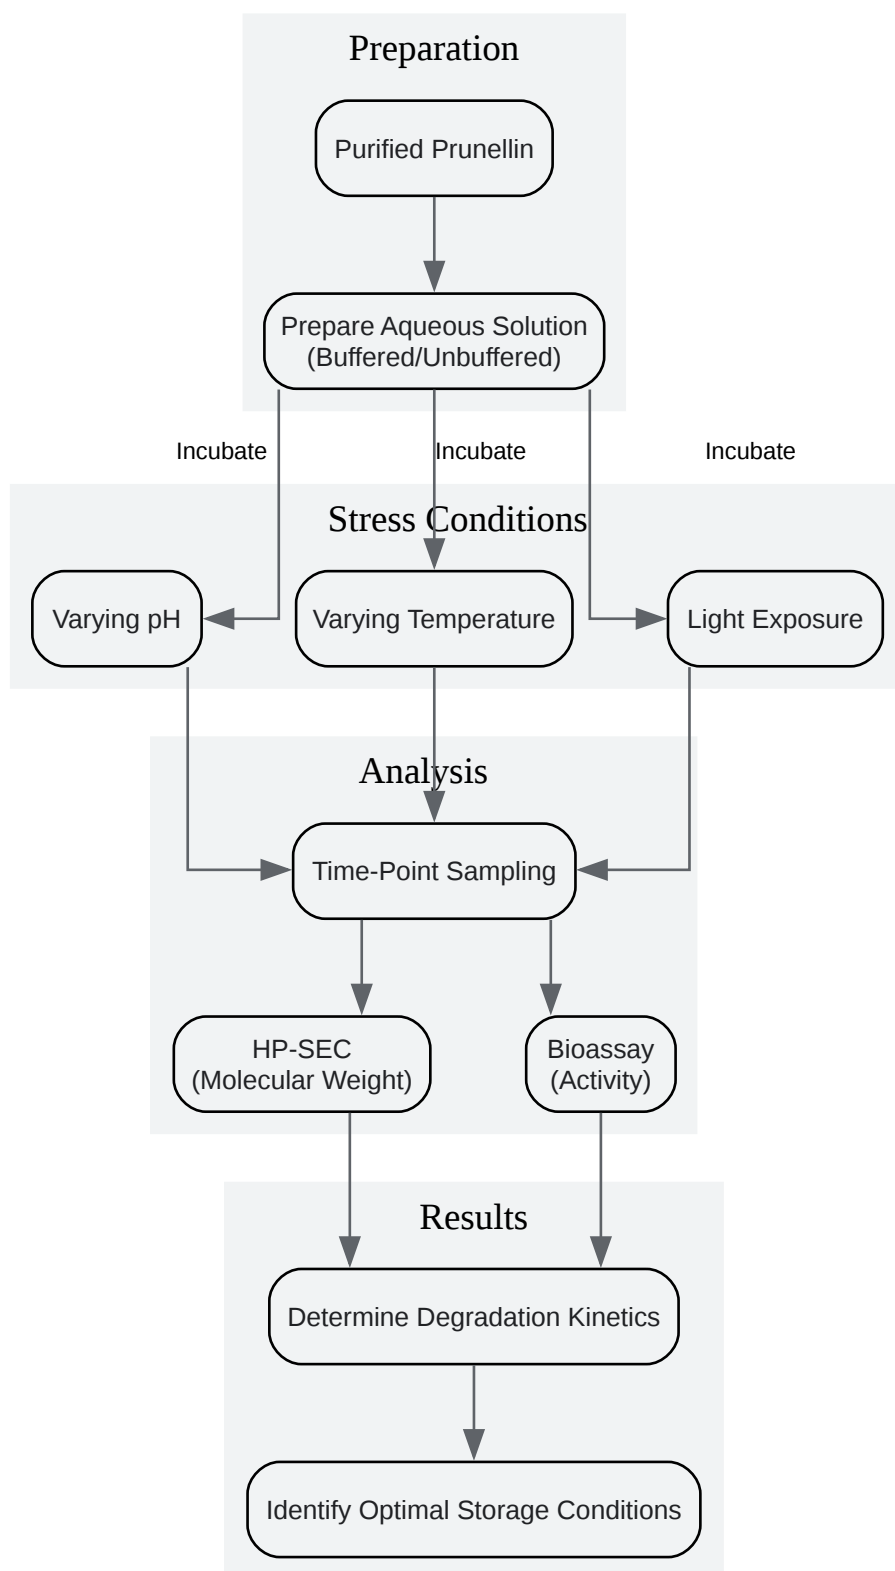 Preparation
Purified Prunellin
Prepare Aqueous Solution
(Buffered/Unbuffered)
Incubate
Incubate
Incubate
Stress Conditions
Varying pH
Varying Temperature
Light Exposure
Analysis
Time-Point Sampling
HP-SEC
(Molecular Weight)
Bioassay
(Activity)
Results
Determine Degradation Kinetics
Identify Optimal Storage Conditions